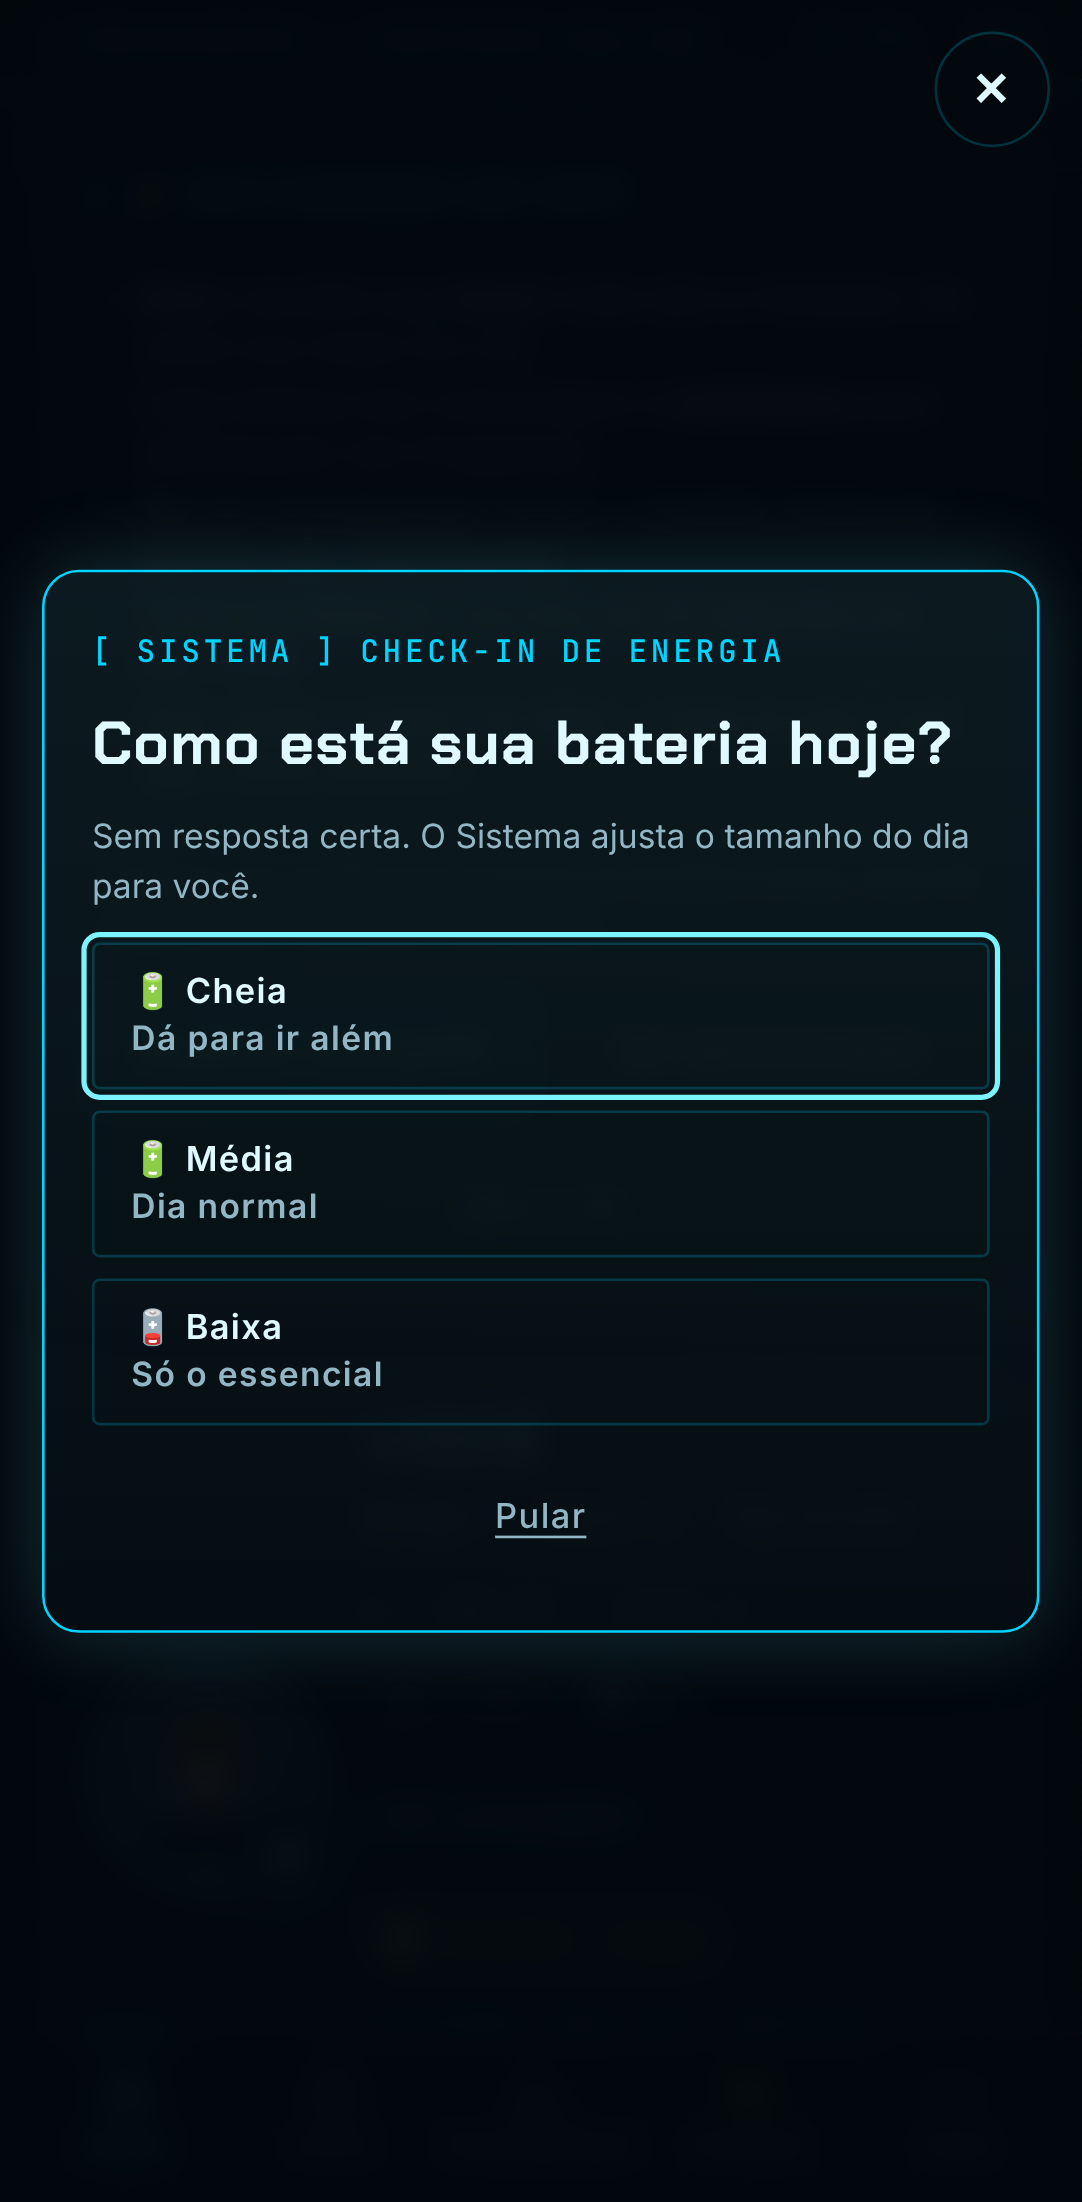 [ SISTEMA ] CHECK-IN DE ENERGIA
Como está sua bateria hoje?
Sem resposta certa. O Sistema ajusta o tamanho do dia
para você.
🔋 Cheia
Dá para ir além
🔋 Média
Dia normal
🪫 Baixa
Só o essencial
Pular